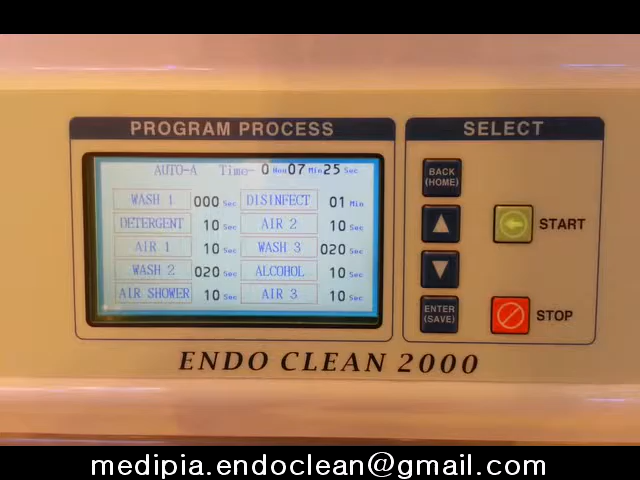 PROGRAM PROCESS
AUTO-A Time- 0 Hou 07 Min 25 Sec
WASH 1 000 Sec DISINFECT 01 Min
DETERGENT 10 Sec AIR 2 10 Sec
AIR 1 10 Sec WASH 3 020 Sec
WASH 2 020 Sec ALCOHOL 10 Sec
AIR SHOWER 10 Sec AIR 3 10 Sec
SELECT
BACK
(HOME)
START
ENTER
(SAVE)
STOP
ENDO CLEAN 2000
medipia.endoclean@gmail.com